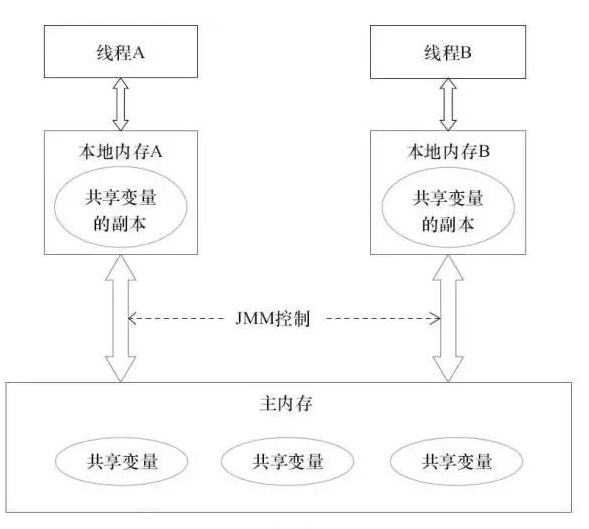 线程A
线程B
本地内存A
本地内存B
共享变量
的副本
共享变量
的副本
JMM控制
主内存
共享变量
共享变量
共享变量